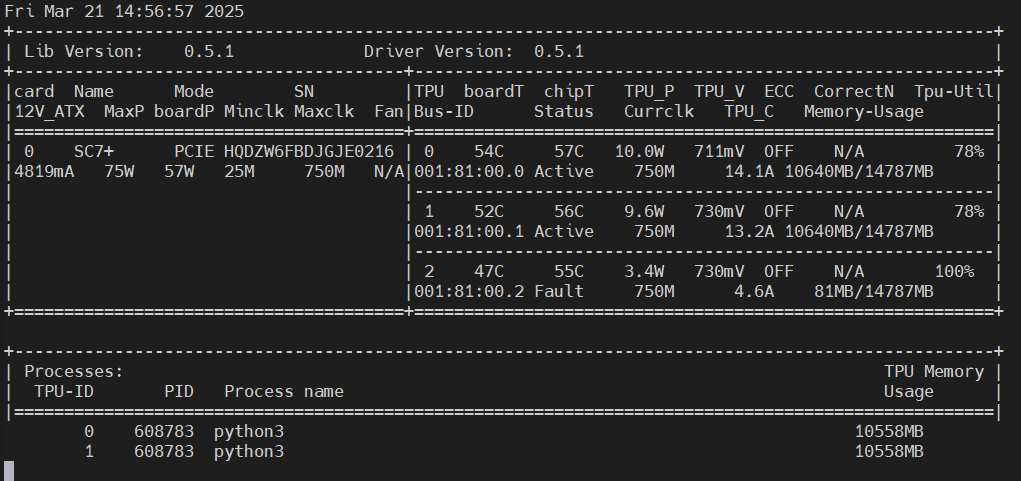 Fri Mar 21 14:56:57 2025
+--------------------------------------------------------------------------------------------------+
| Lib Version:    0.5.1             Driver Version:  0.5.1                                         |
+---------------------------------------+----------------------------------------------------------+
|card  Name      Mode        SN         |TPU  boardT  chipT   TPU_P  TPU_V  ECC  CorrectN  Tpu-Util|
|12V_ATX  MaxP boardP Minclk Maxclk  Fan|Bus-ID      Status   Currclk   TPU_C   Memory-Usage       |
|=======================================+==========================================================|
| 0    SC7+      PCIE HQDZW6FBDJGJE0216 | 0    54C     57C   10.0W   711mV  OFF    N/A         78% |
|4819mA   75W   57W   25M     750M   N/A|001:81:00.0 Active    750M     14.1A 10640MB/14787MB      |
|                                       |----------------------------------------------------------|
|                                       | 1    52C     56C    9.6W   730mV  OFF    N/A         78% |
|                                       |001:81:00.1 Active    750M     13.2A 10640MB/14787MB      |
|                                       |----------------------------------------------------------|
|                                       | 2    47C     55C    3.4W   730mV  OFF    N/A       100%  |
|                                       |001:81:00.2 Fault     750M      4.6A    81MB/14787MB      |
+=======================================+==========================================================+
+--------------------------------------------------------------------------------------------------+
| Processes:                                                                            TPU Memory |
|  TPU-ID       PID   Process name                                                      Usage      |
|==================================================================================================|
        0    608783  python3                                                         10558MB
        1    608783  python3                                                         10558MB